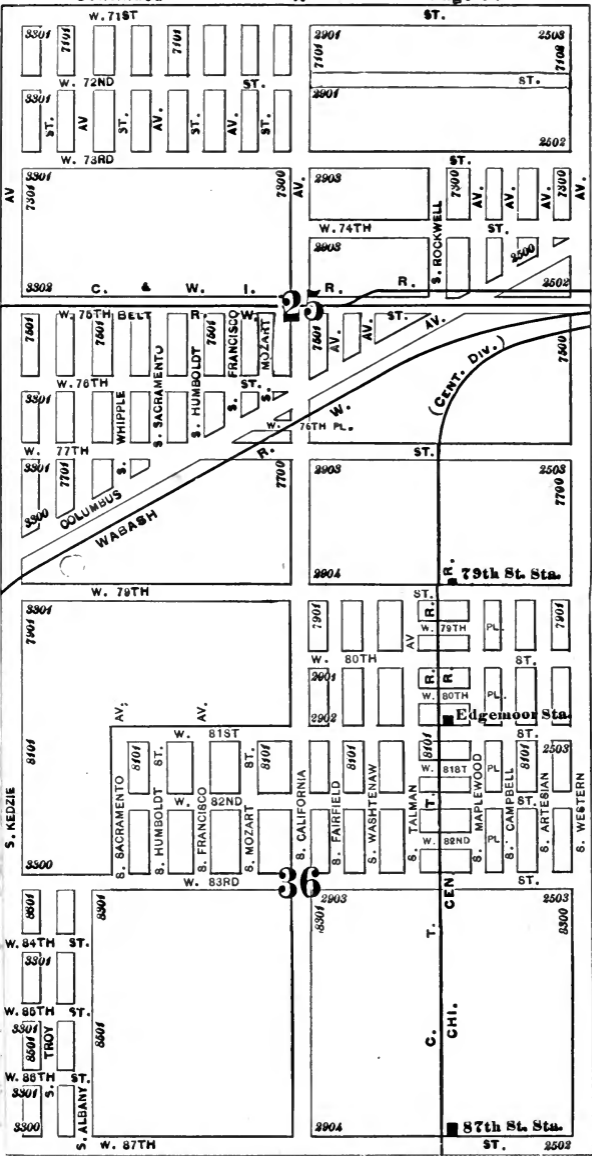 W. 71ST ST.
3301 7101 7101 2901 2503
7101 7102
W. 72ND ST. ST.
3301 2901
ST. AV ST. AV. ST. AV. ST. 2502
W. 73RD ST.
3301 2903
AV 7301 7300 AV. 7300 AV. AV. AV. 7300 AV.
W. 74TH ST.
2903 S. ROCKWELL 2500
3302 2502
C. & W. I. R. R.
25
W. 75TH BELT R. W. ST. AV.
7501 7501 7501 AV. AV. 7500
S. WHIPPLE S. SACRAMENTO S. HUMBOLDT S. FRANCISCO S. MOZART
W. 76TH ST.
3301 (CENT. DIV.)
W. 76TH PL.
W. 77TH ST.
3301 7701 7700 2903 2503
7700
3300
COLUMBUS
WABASH R. W.
2904 R. 79th St. Sta.
W. 79TH ST.
3301
7901 7901 R. W. 79TH PL. 7901
W. 80TH AV ST.
2901 R. R. W. 80TH PL.
2902 Edgemoor Sta.
AV. AV.
W. 81ST ST.
8101 8101 ST. ST. 8101 8101 8101 W. 81ST PL. 8101 2503
W. 82ND T. ST.
S. KEDZIE S. SACRAMENTO S. HUMBOLDT S. FRANCISCO S. MOZART S. CALIFORNIA S. FAIRFIELD S. WASHTENAW S. TALMAN S. MAPLEWOOD S. CAMPBELL S. ARTESIAN S. WESTERN
W. 82ND PL
3500
W. 83RD ST.
36
8301 2903 CEN. 2503
8301 8300
W. 84TH ST. T.
3301
W. 85TH ST.
3301 8501 8501 C. CHI.
S. TROY
W. 86TH ST.
3301 S. ALBANY
3300 2904 87th St. Sta.
W. 87TH ST. 2502